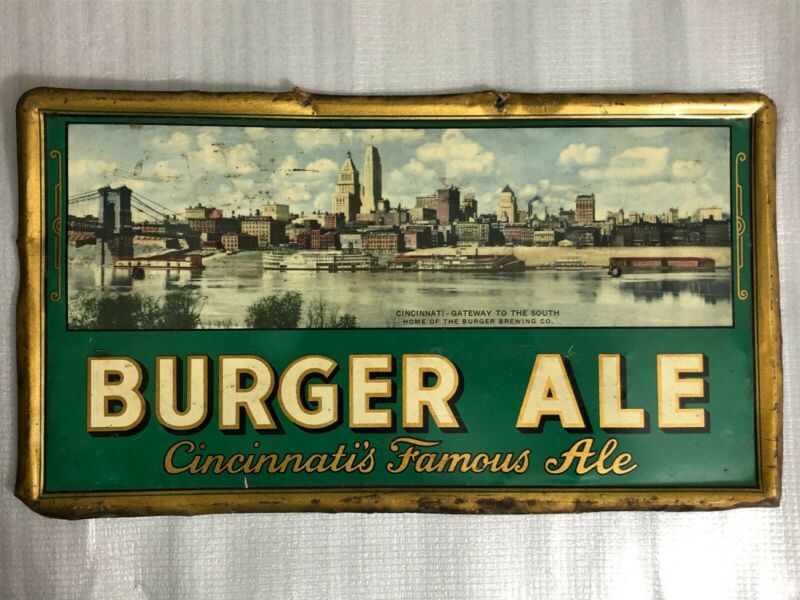 CINCINNATI - GATEWAY TO THE SOUTH
HOME OF THE BURGER BREWING CO.
BURGER ALE
Cincinnati's Famous Ale